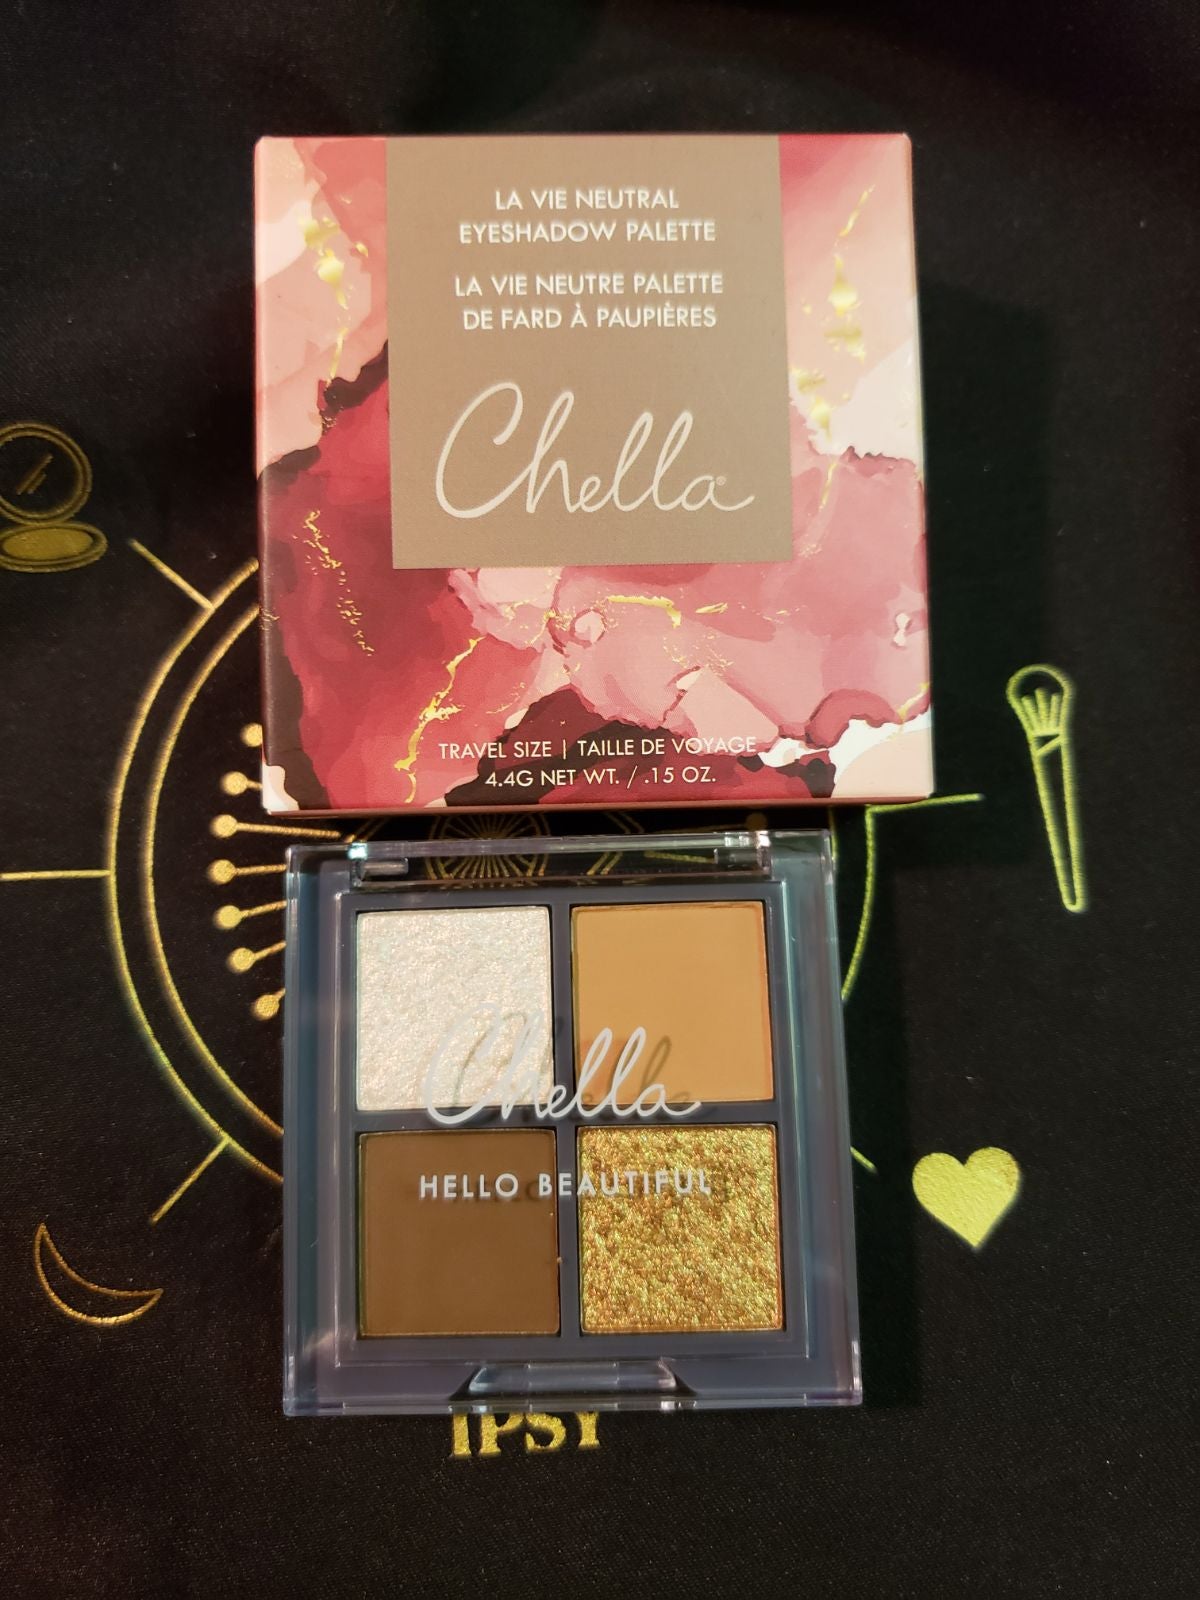 LA VIE NEUTRAL
EYESHADOW PALETTE
LA VIE NEUTRE PALETTE
DE FARD À PAUPIÈRES
Chella®
TRAVEL SIZE | TAILLE DE VOYAGE
4.4G NET WT. / .15 OZ.
Chella
HELLO BEAUTIFUL
IPSY